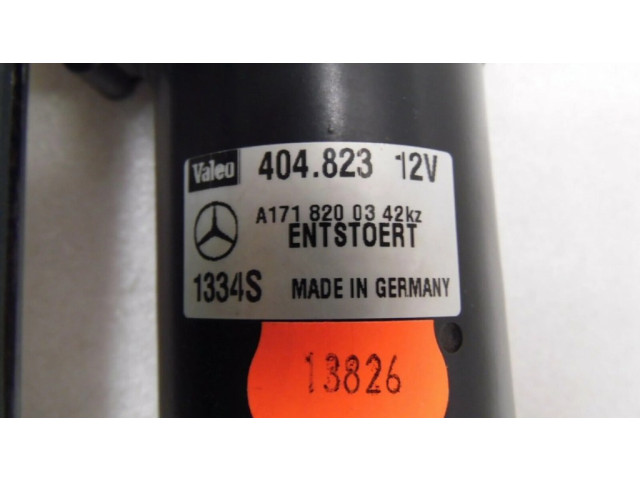 Valeo 404.823 12V
A171 820 03 42kz
ENTSTOERT
1334S MADE IN GERMANY
13826